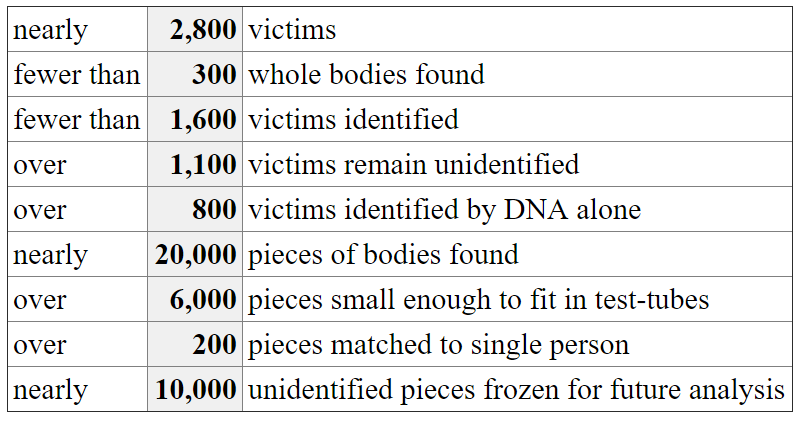 nearly 2,800 victims
fewer than 300 whole bodies found
fewer than 1,600 victims identified
over 1,100 victims remain unidentified
over 800 victims identified by DNA alone
nearly 20,000 pieces of bodies found
over 6,000 pieces small enough to fit in test-tubes
over 200 pieces matched to single person
nearly 10,000 unidentified pieces frozen for future analysis